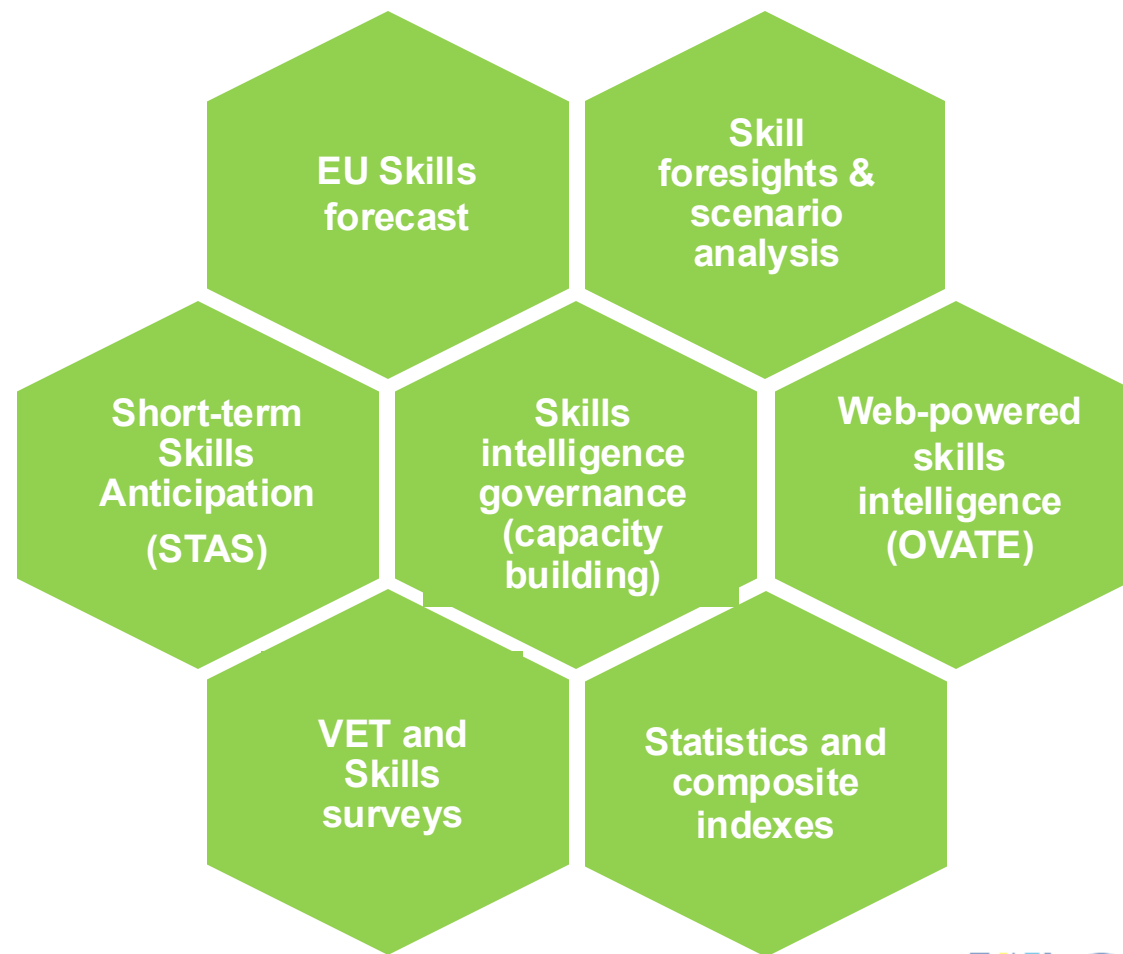 EU Skills
forecast
Skill
foresights &
scenario
analysis
Short-term
Skills
Anticipation
(STAS)
Skills
intelligence
governance
(capacity
building)
Web-powered
skills
intelligence
(OVATE)
VET and
Skills
surveys
Statistics and
composite
indexes